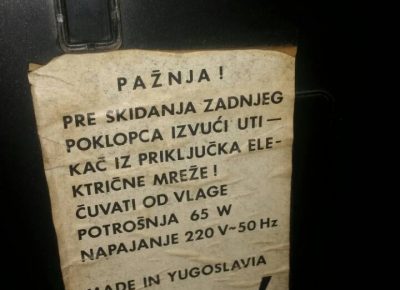 PAŽNJA!
PRE SKIDANJA ZADNJEG
POKLOPCA IZVUĆI UTI—
KAČ IZ PRIKLJUČKA ELE-
KTRIČNE MREŽE!
ČUVATI OD VLAGE
POTROŠNJA 65 W
NAPAJANJE 220 V~50 Hz
MADE IN YUGOSLAVIA